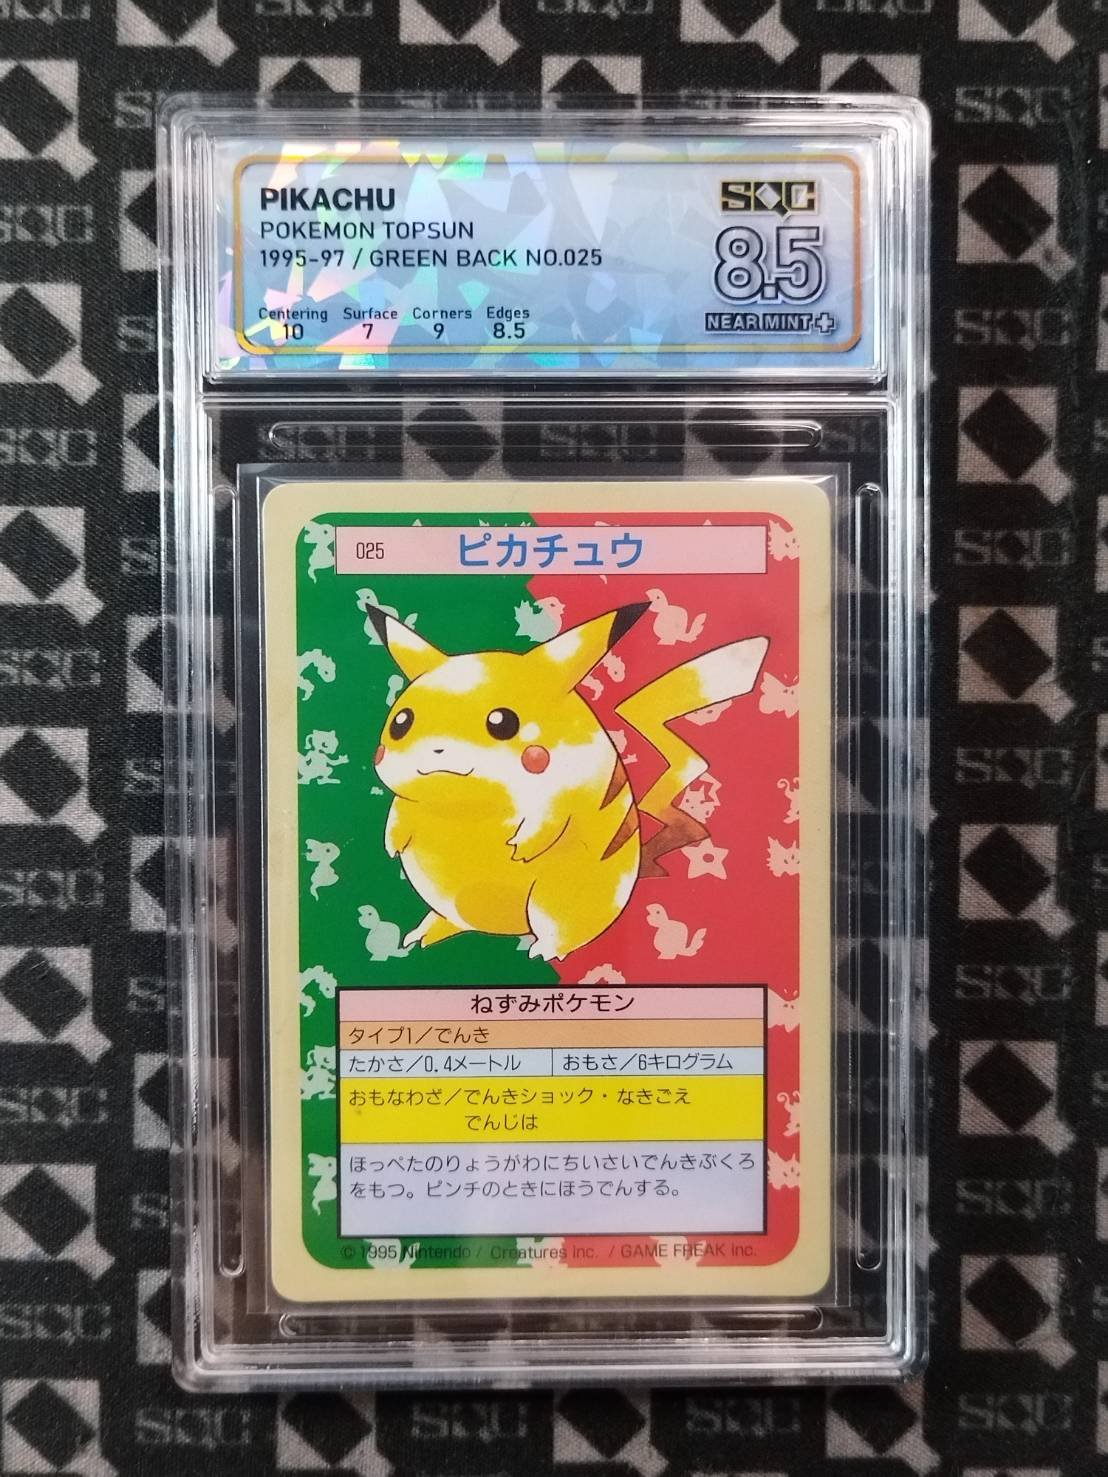 PIKACHU
POKEMON TOPSUN
1995-97 / GREEN BACK NO.025
Centering Surface Corners Edges
10 7 9 8.5
SQC
8.5
NEAR MINT +
025 ピカチュウ
ねずみポケモン
タイプ1/でんき
たかさ/0.4メートル おもさ/6キログラム
おもなわざ/でんきショック・なきごえ
でんじは
ほっぺたのりょうがわにちいさいでんきぶくろ
をもつ。ピンチのときにほうでんする。
© 1995 Nintendo / Creatures inc. / GAME FREAK inc.